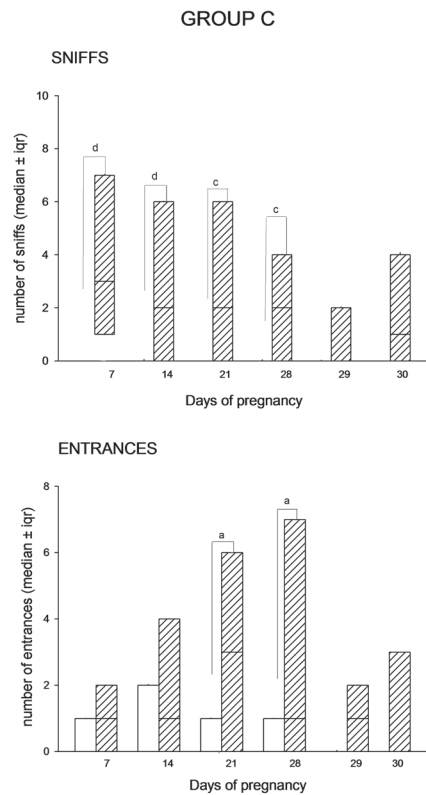 GROUP C
SNIFFS
number of sniffs (median ± iqr)
10
8
6
4
2
0
d
d
c
c
7 14 21 28 29 30
Days of pregnancy
ENTRANCES
number of entrances (median ± iqr)
8
6
4
2
0
a
a
7 14 21 28 29 30
Days of pregnancy